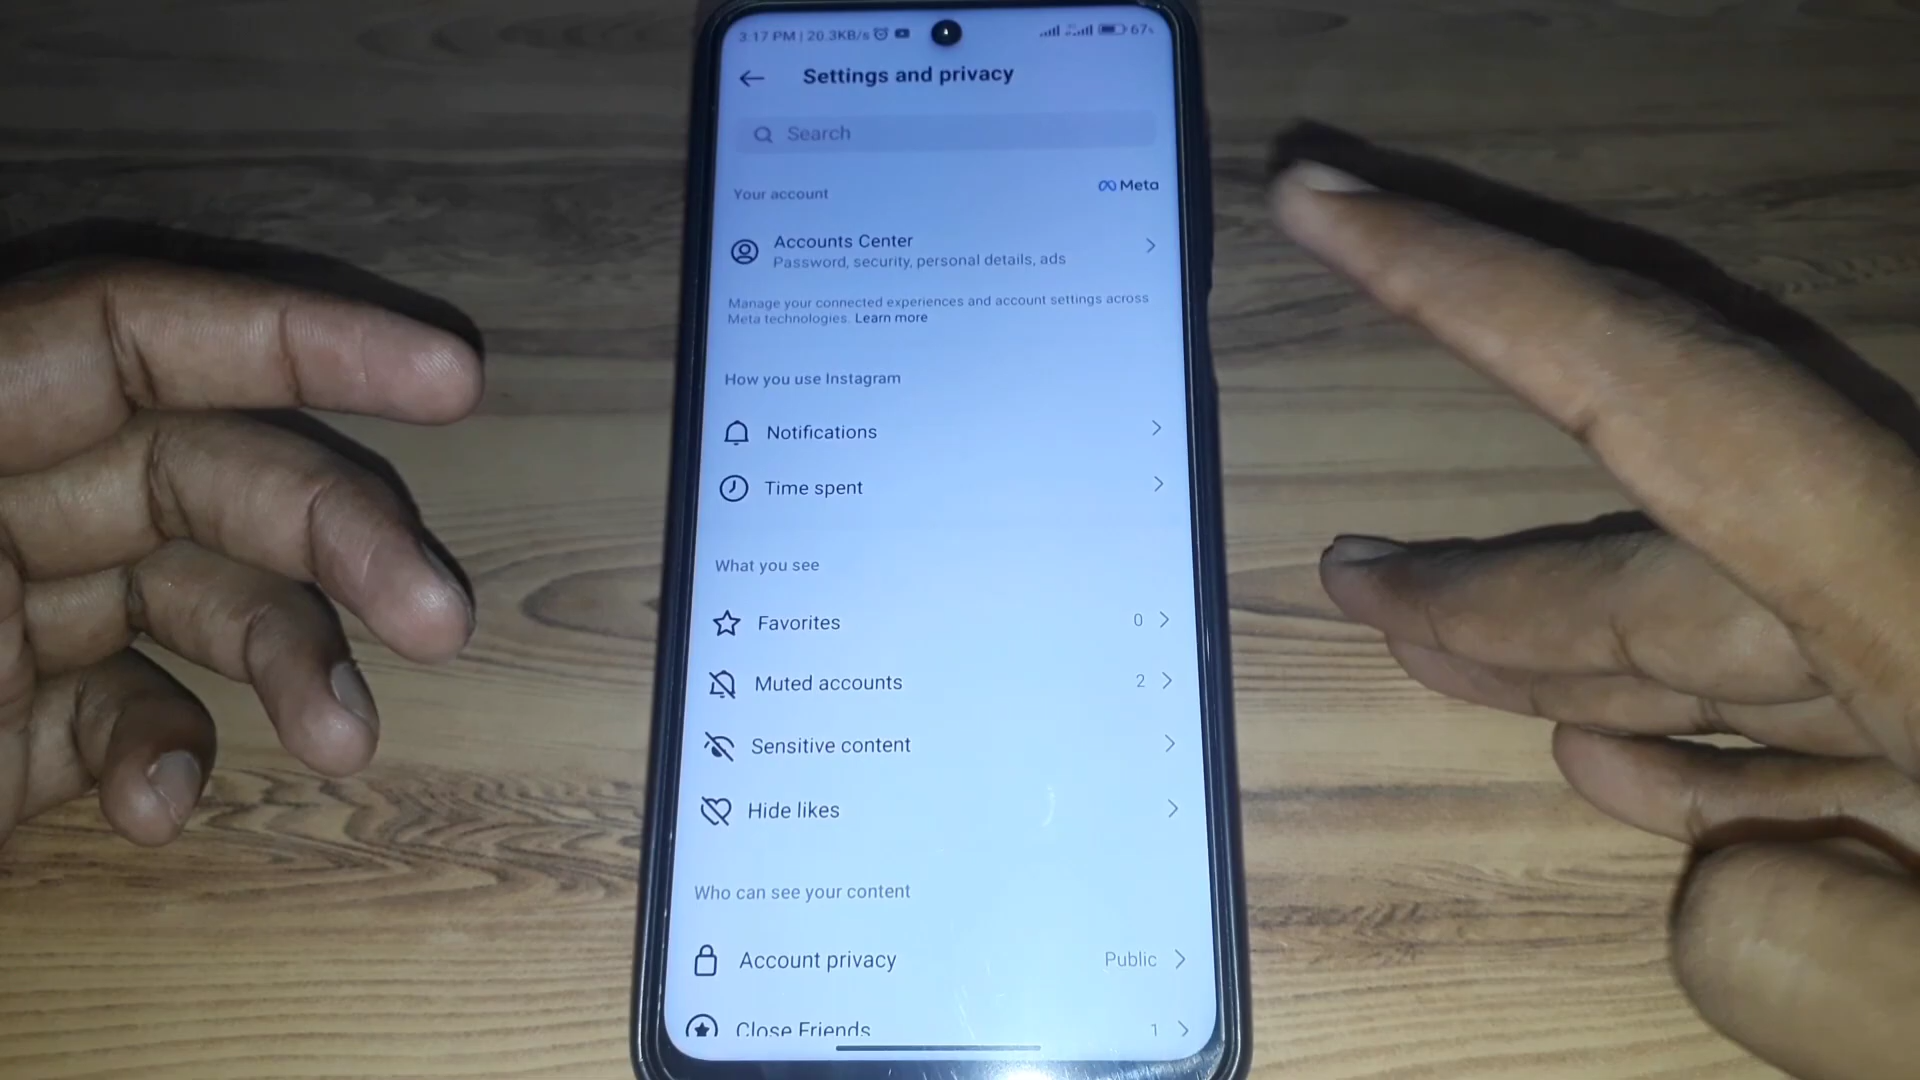 3:17 PM | 20.3KB/s 67%
Settings and privacy
Search
Your account
Meta
Accounts Center
Password, security, personal details, ads
Manage your connected experiences and account settings across
Meta technologies. Learn more
How you use Instagram
Notifications
Time spent
What you see
Favorites 0
Muted accounts 2
Sensitive content
Hide likes
Who can see your content
Account privacy Public
Close Friends 1